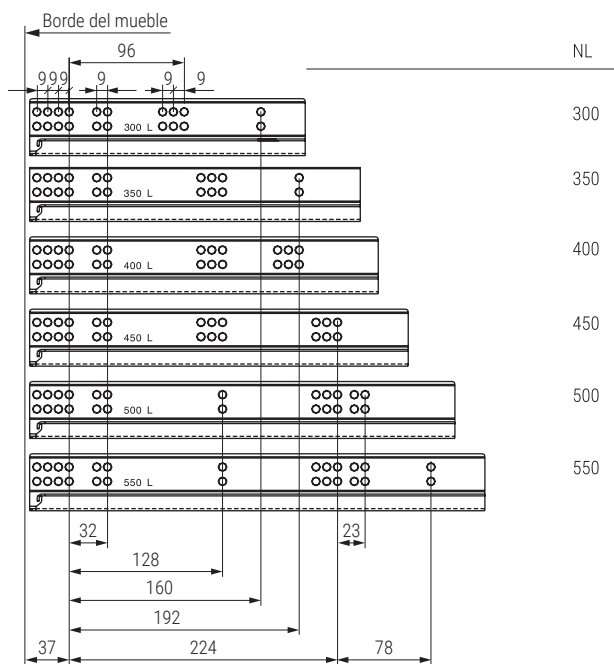 Borde del mueble
96
NL
9 9 9 9 9 9
300 L 300
350 L 350
400 L 400
450 L 450
500 L 500
550 L 550
32 23
128
160
192
37 224 78